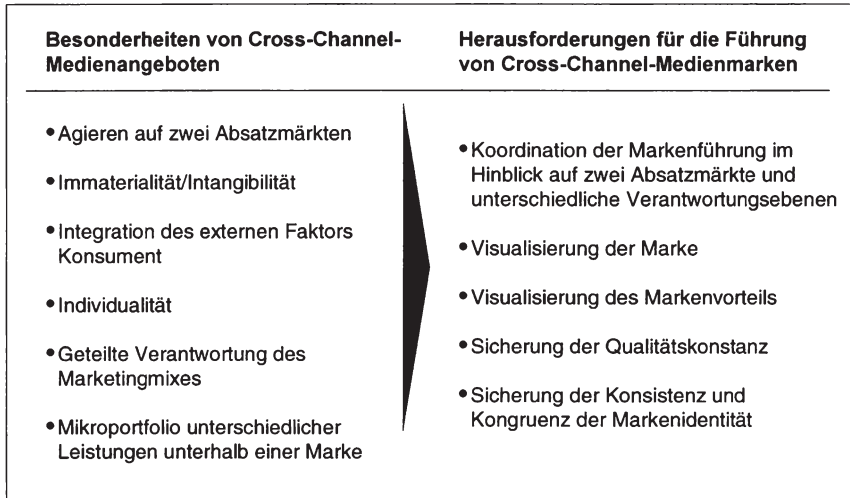 Besonderheiten von Cross-Channel-
Medienangeboten
• Agieren auf zwei Absatzmärkten
• Immaterialität/Intangibilität
• Integration des externen Faktors
Konsument
• Individualität
• Geteilte Verantwortung des
Marketingmixes
• Mikroportfolio unterschiedlicher
Leistungen unterhalb einer Marke
Herausforderungen für die Führung
von Cross-Channel-Medienmarken
• Koordination der Markenführung im
Hinblick auf zwei Absatzmärkte und
unterschiedliche Verantwortungsebenen
• Visualisierung der Marke
• Visualisierung des Markenvorteils
• Sicherung der Qualitätskonstanz
• Sicherung der Konsistenz und
Kongruenz der Markenidentität